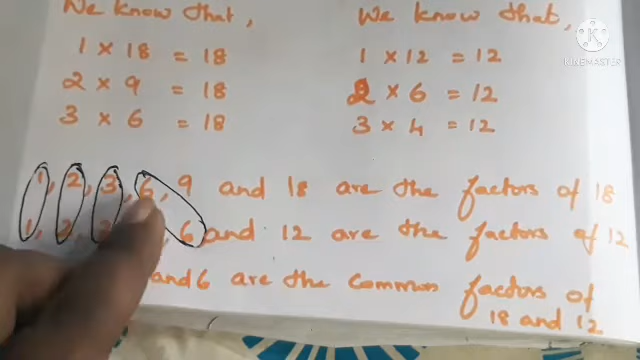 We know that,
1 × 18 = 18
2 × 9 = 18
3 × 6 = 18
We know that,
1 × 12 = 12
2 × 6 = 12
3 × 4 = 12
1, 2, 3, 6, 9 and 18 are the factors of 18
1, 2, 6 and 12 are the factors of 12
and 6 are the common factors of
18 and 12
KINEMASTER